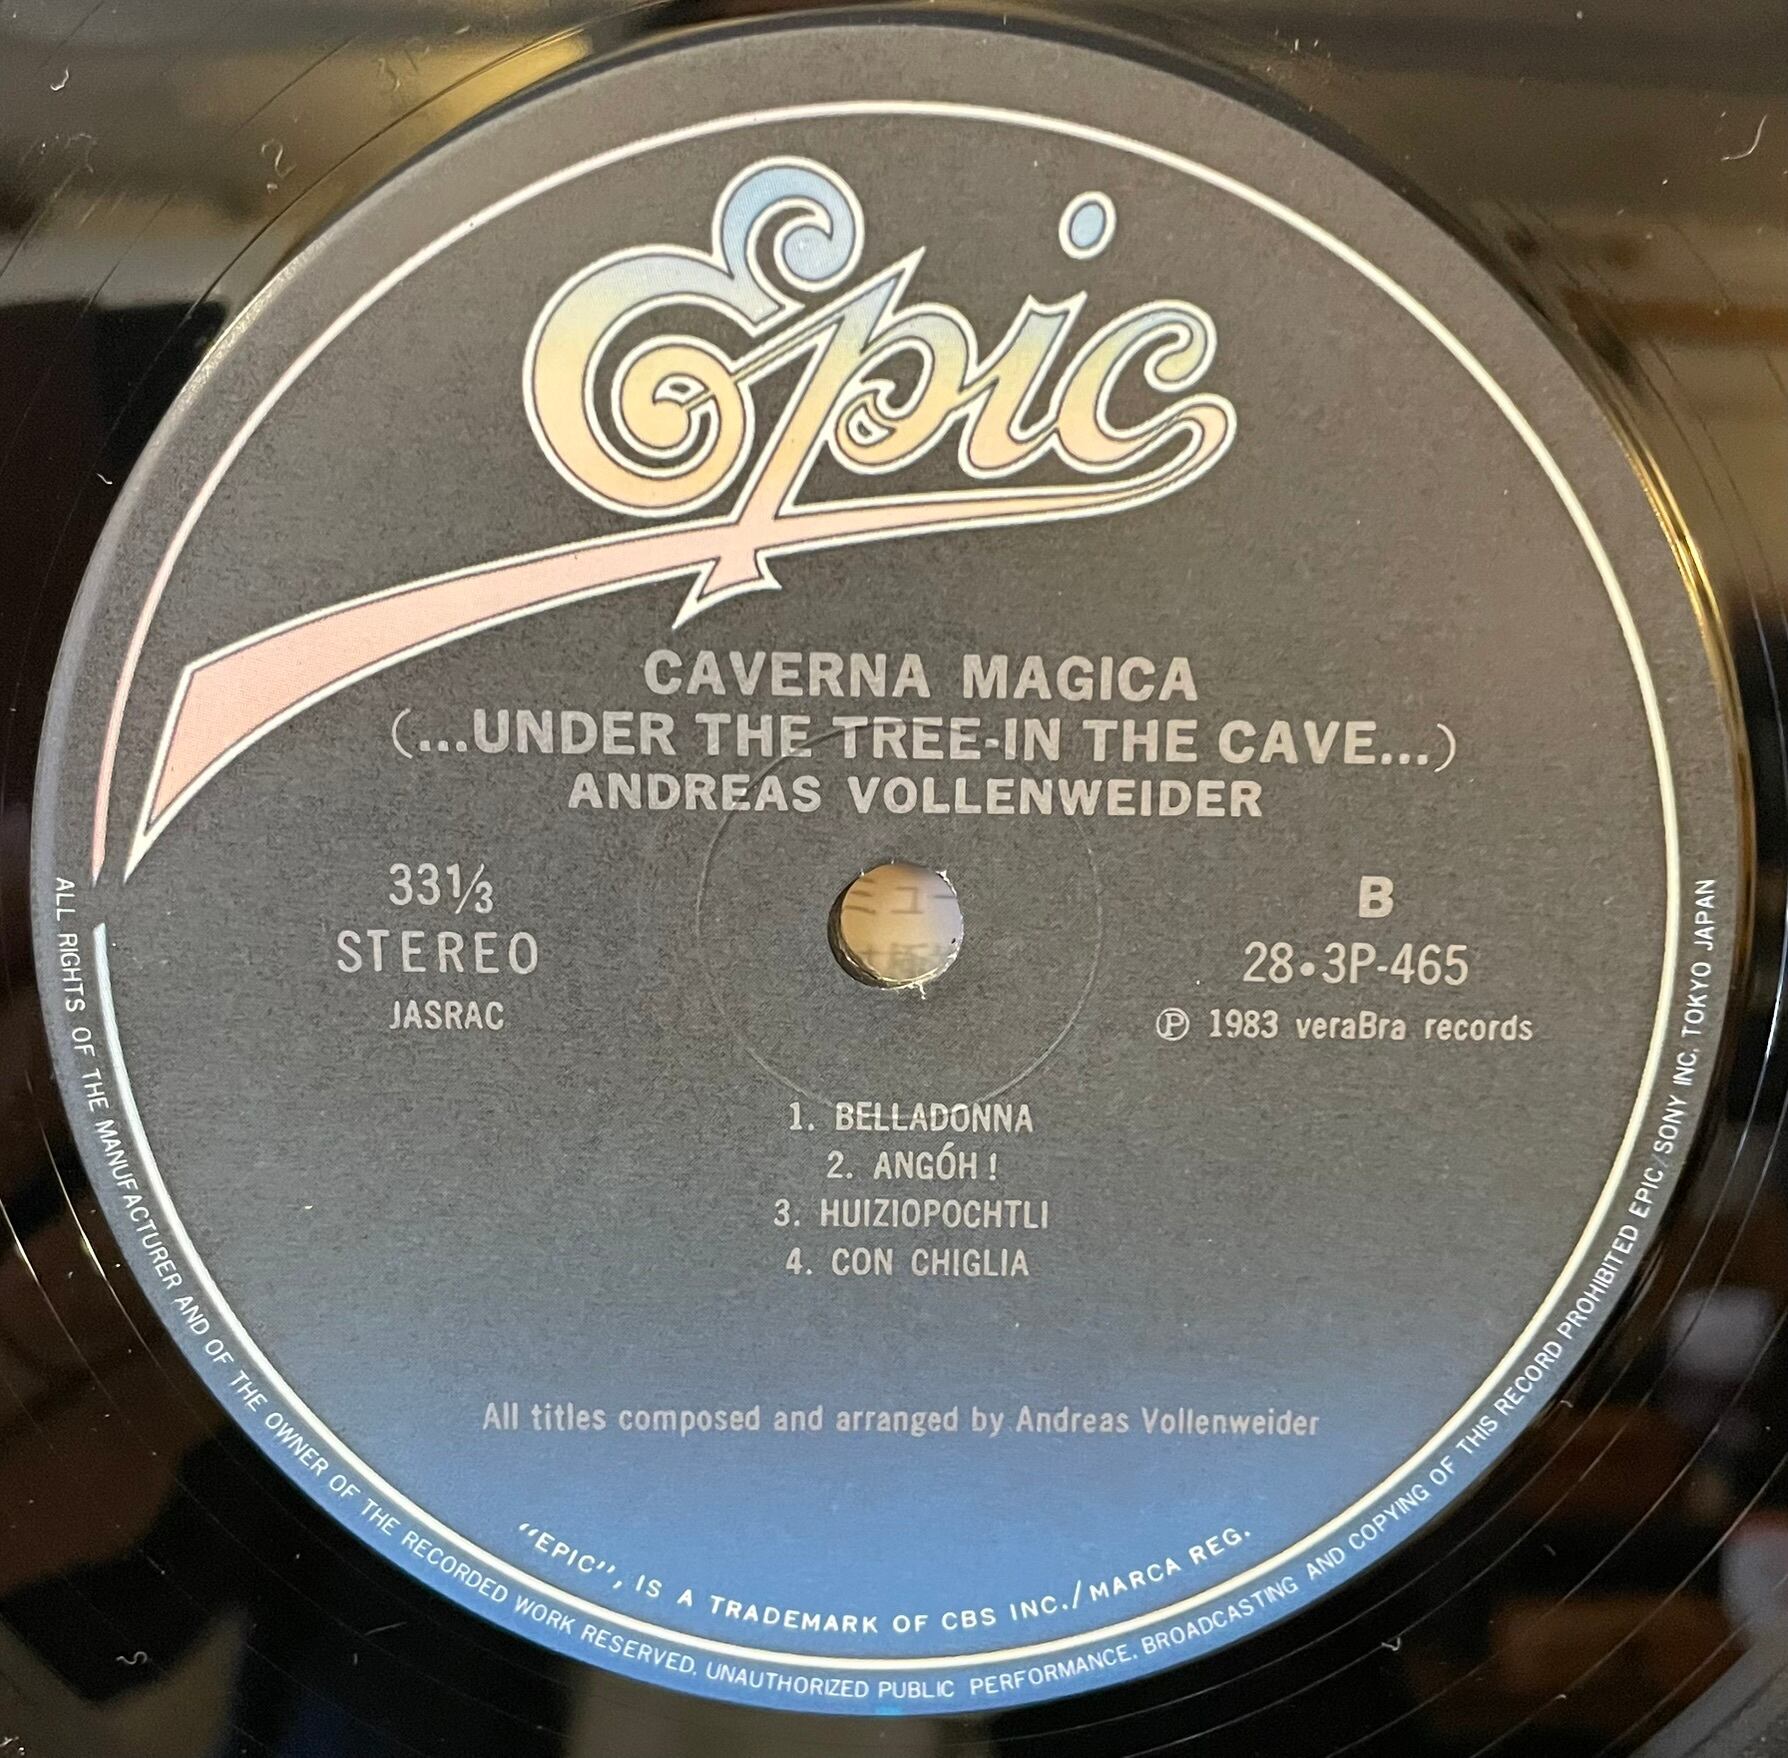 Epic
CAVERNA MAGICA
(...UNDER THE TREE-IN THE CAVE...)
ANDREAS VOLLENWEIDER
33⅓
STEREO
JASRAC
B
28•3P-465
Ⓟ 1983 veraBra records
1. BELLADONNA
2. ANGÓH !
3. HUIZIOPOCHTLI
4. CON CHIGLIA
All titles composed and arranged by Andreas Vollenweider
“EPIC”, IS A TRADEMARK OF CBS INC./MARCA REG.
ALL RIGHTS OF THE MANUFACTURER AND OF THE OWNER OF THE RECORDED WORK RESERVED. UNAUTHORIZED PUBLIC PERFORMANCE. BROADCASTING AND COPYING OF THIS RECORD PROHIBITED EPIC/SONY INC. TOKYO JAPAN